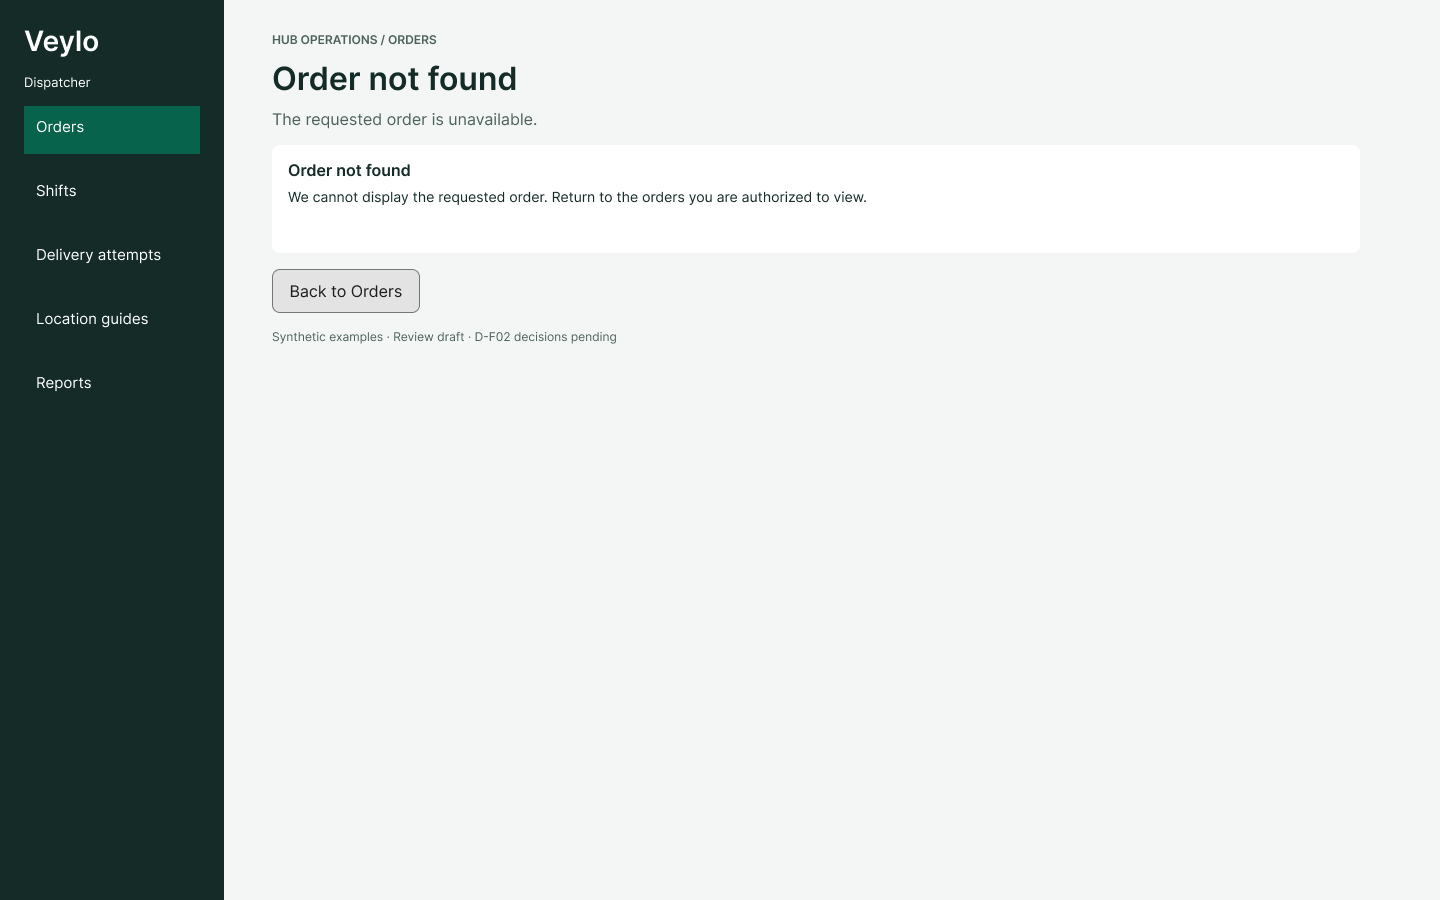 Veylo
Dispatcher
Orders
Shifts
Delivery attempts
Location guides
Reports
HUB OPERATIONS / ORDERS
Order not found
The requested order is unavailable.
Order not found
We cannot display the requested order. Return to the orders you are authorized to view.
Back to Orders
Synthetic examples · Review draft · D-F02 decisions pending